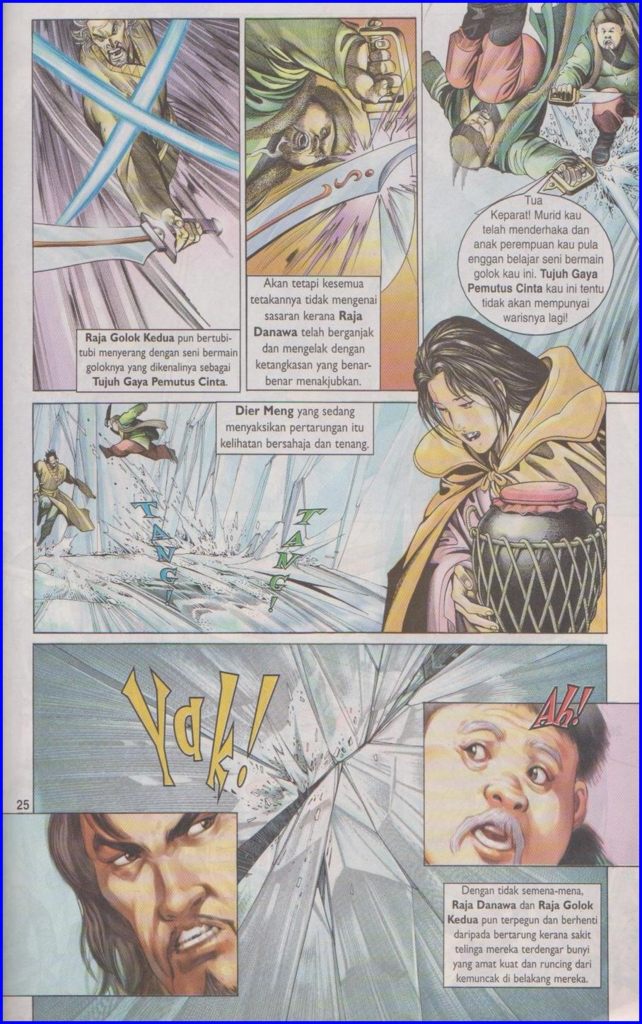 Raja Golok Kedua pun bertubi-
tubi menyerang dengan seni bermain
goloknya yang dikenalinya sebagai
Tujuh Gaya Pemutus Cinta.
Akan tetapi kesemua
tetakannya tidak mengenai
sasaran kerana Raja
Danawa telah berganjak
dan mengelak dengan
ketangkasan yang benar-
benar menakjubkan.
Tua
Keparat! Murid kau
telah menderhaka dan
anak perempuan kau pula
enggan belajar seni bermain
golok kau ini. Tujuh Gaya
Pemutus Cinta kau ini tentu
tidak akan mempunyai
warisnya lagi!
Dier Meng yang sedang
menyaksikan pertarungan itu
kelihatan bersahaja dan tenang.
TANG!
TANG!
Yak!
Ah!
25
Dengan tidak semena-mena,
Raja Danawa dan Raja Golok
Kedua pun terpegun dan berhenti
daripada bertarung kerana sakit
telinga mereka terdengar bunyi
yang amat kuat dan runcing dari
kemuncak di belakang mereka.